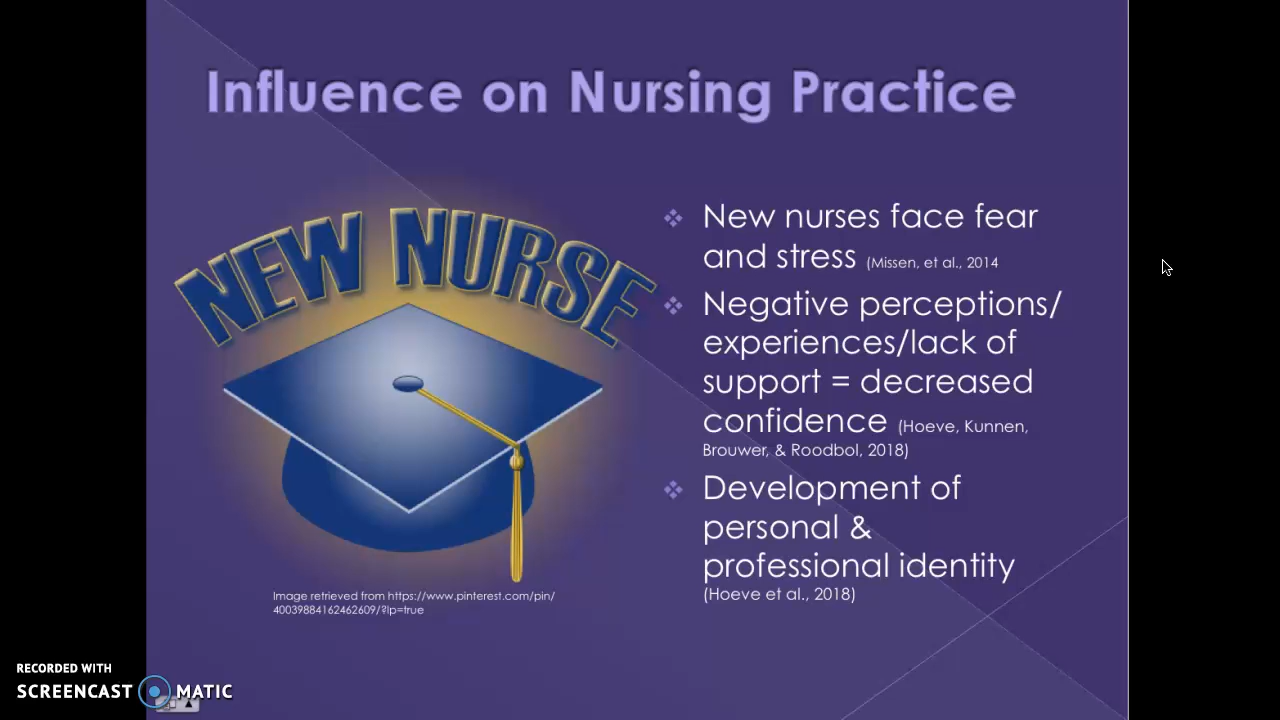 Influence on Nursing Practice
NEW NURSE
New nurses face fear
and stress (Missen, et al., 2014
Negative perceptions/
experiences/lack of
support = decreased
confidence (Hoeve, Kunnen,
Brouwer, & Roodbol, 2018)
Development of
personal &
professional identity
(Hoeve et al., 2018)
Image retrieved from https://www.pinterest.com/pin/
40039884162462609/?lp=true
RECORDED WITH
SCREENCAST MATIC